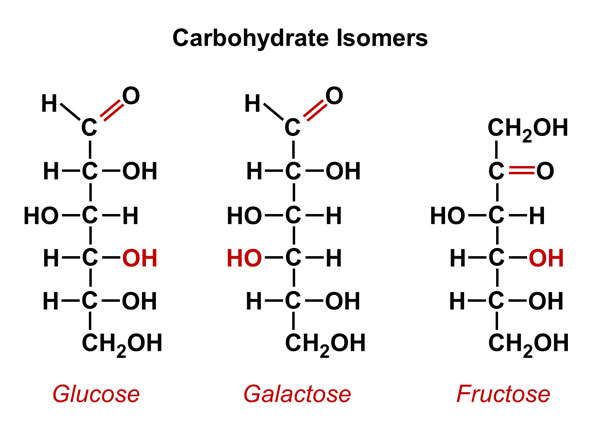 Carbohydrate Isomers
H O H O
C C CH₂OH
H–C–OH H–C–OH C=O
HO–C–H HO–C–H HO–C–H
H–C–OH HO–C–H H–C–OH
H–C–OH H–C–OH H–C–OH
CH₂OH CH₂OH CH₂OH
Glucose Galactose Fructose